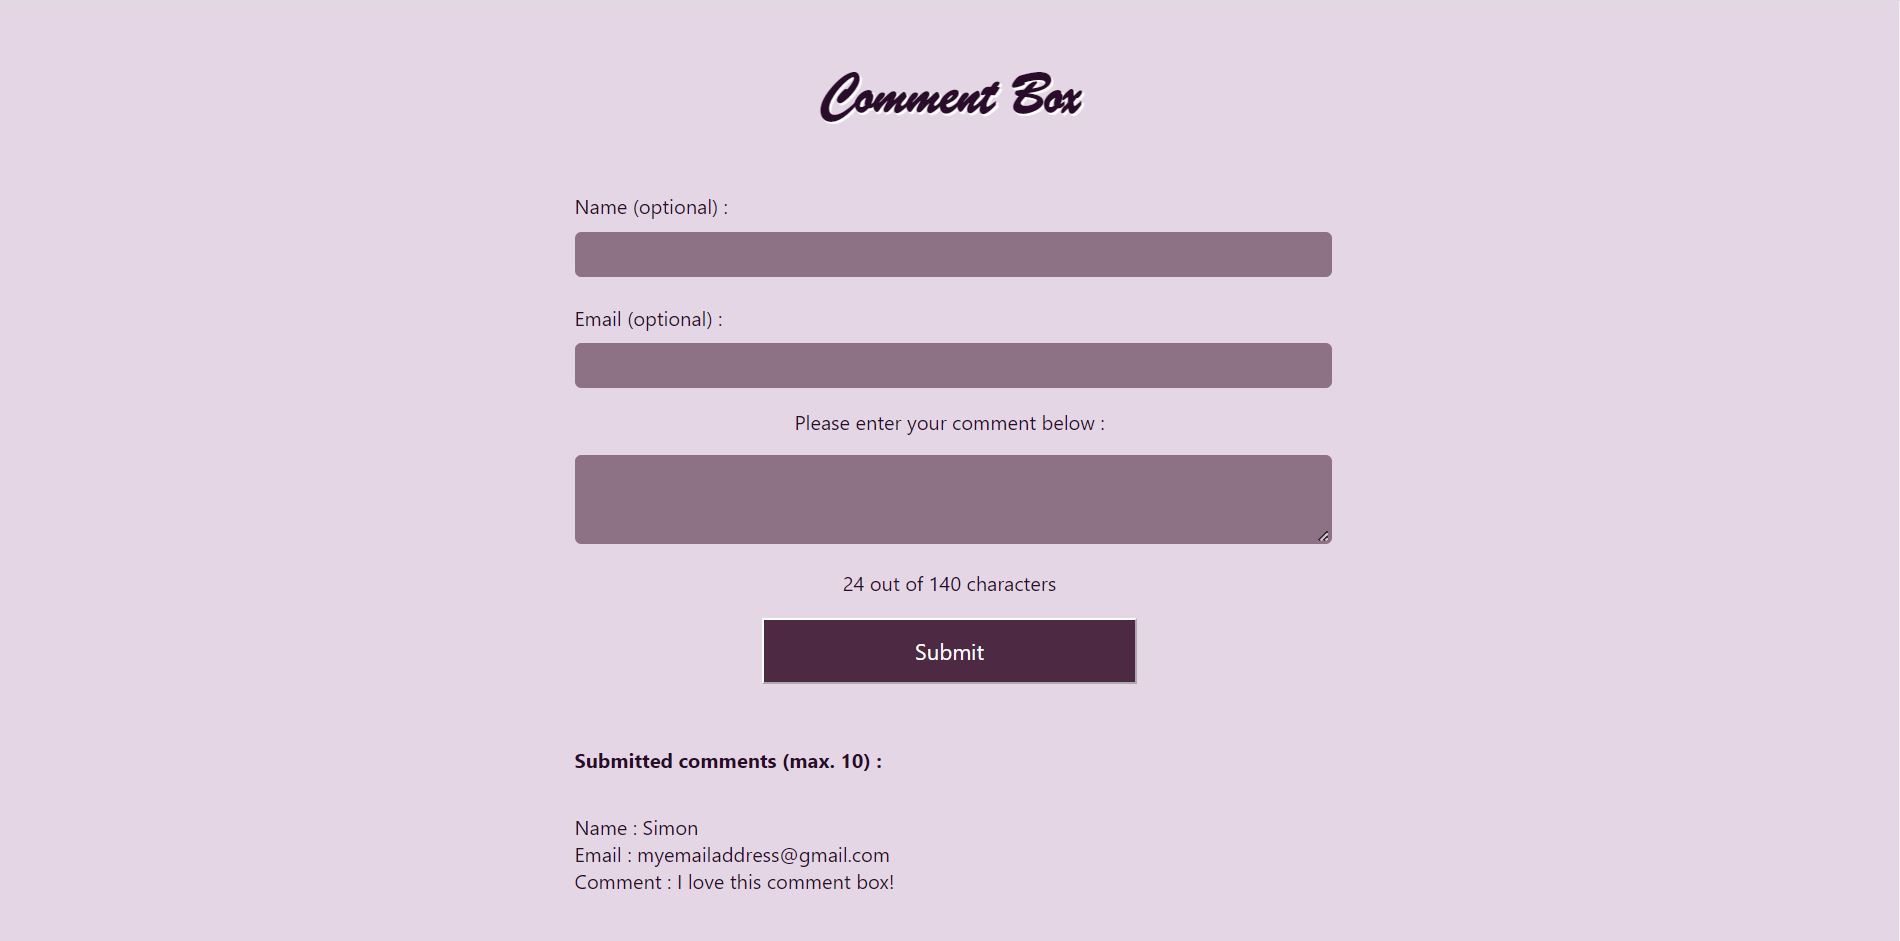 Comment Box
Name (optional) :
Email (optional) :
Please enter your comment below :
24 out of 140 characters
Submit
Submitted comments (max. 10) :
Name : Simon
Email : myemailaddress@gmail.com
Comment : I love this comment box!